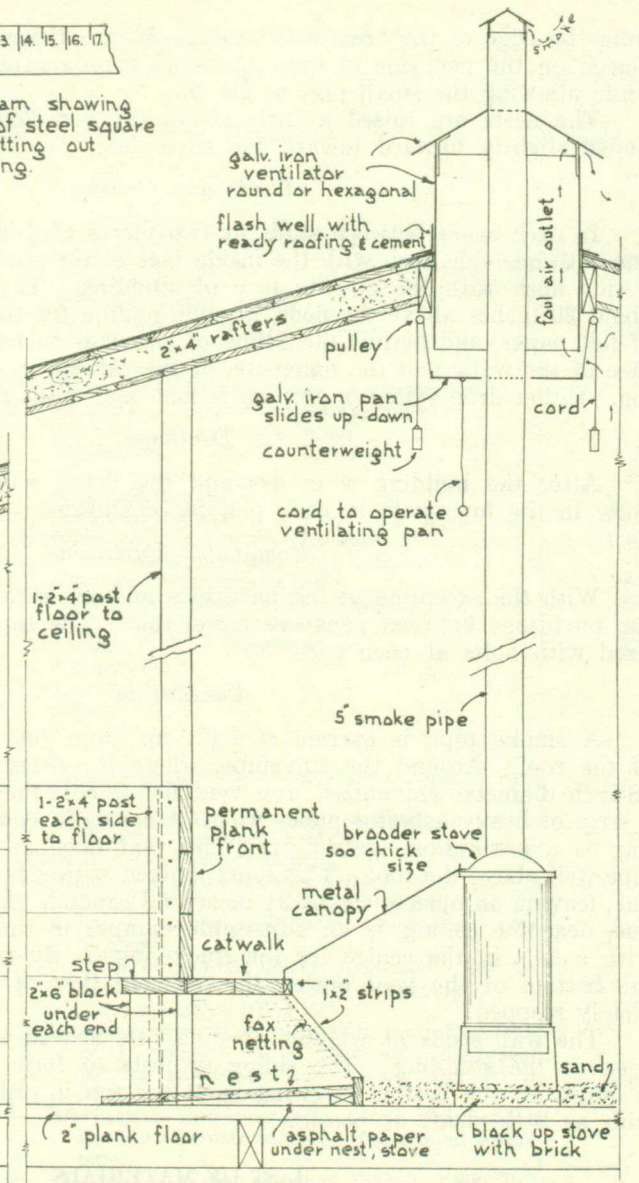 3. 14. 15. 16. 17.
am showing
of steel square
tting out
ng.
smoke
galv. iron
ventilator
round or hexagonal
flash well with
ready roofing & cement
foul air outlet
2"x4" rafters
pulley
galv. iron pan
slides up-down
cord
counterweight
cord to operate
ventilating pan
1-2"x4" post
floor to
ceiling
5" smoke pipe
1-2"x4" post
each side
to floor
permanent
plank
front
brooder stove
500 chick
size
metal
canopy
catwalk
step
2"x6" block
under
each end
1"x2" strips
fox
netting
nest
sand
2" plank floor
asphalt paper
under nest, stove
block up stove
with brick